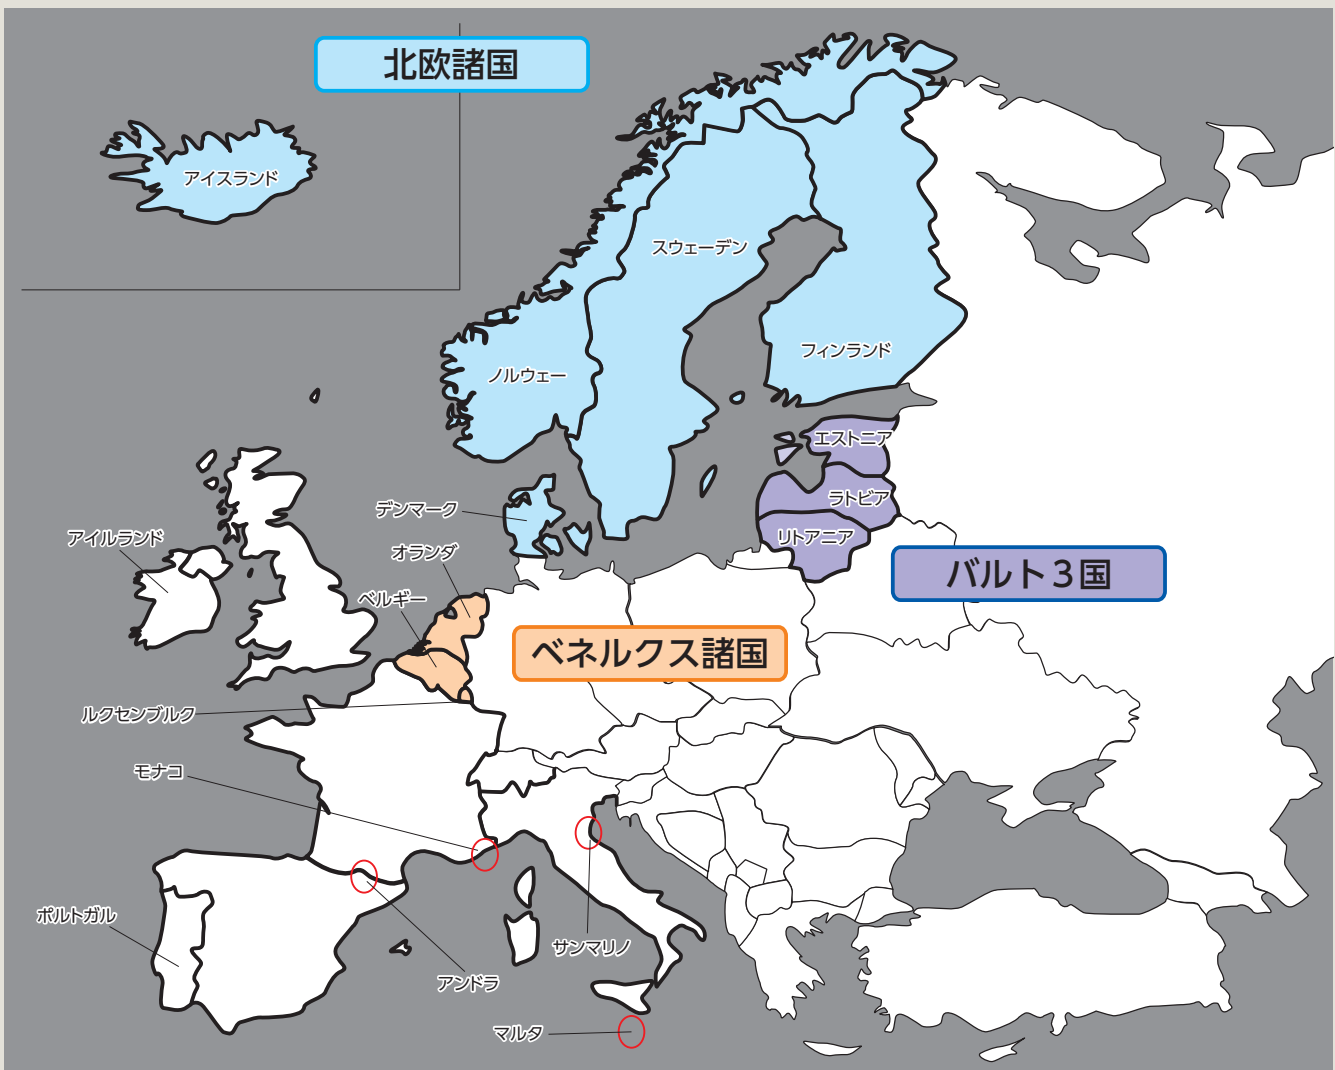 北欧諸国
アイスランド
スウェーデン
フィンランド
ノルウェー
エストニア
ラトビア
デンマーク
リトアニア
アイルランド
オランダ
バルト3国
ベルギー
ベネルクス諸国
ルクセンブルク
モナコ
ポルトガル
サンマリノ
アンドラ
マルタ